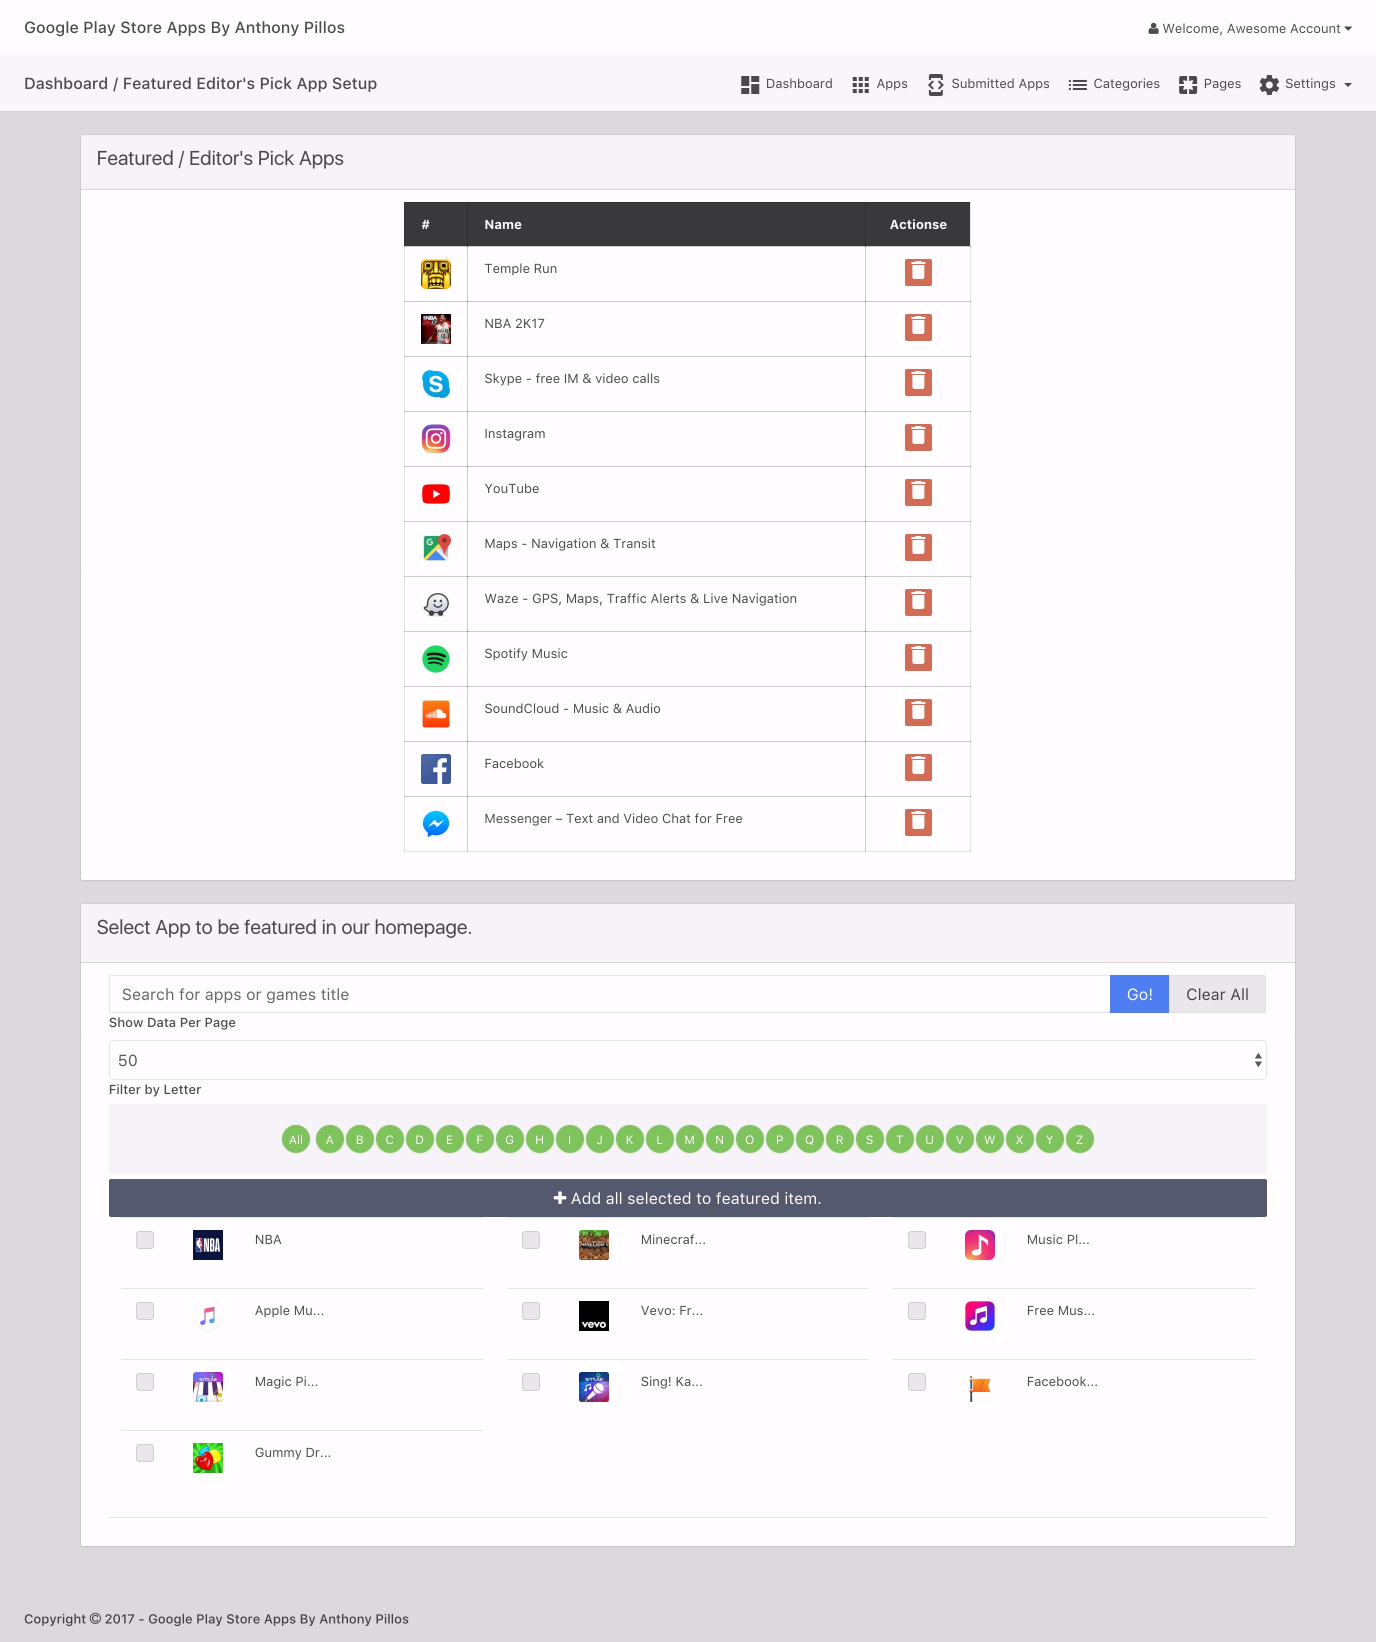 Google Play Store Apps By Anthony Pillos
Welcome, Awesome Account
Dashboard / Featured Editor's Pick App Setup
Dashboard
Apps
Submitted Apps
Categories
Pages
Settings
Featured / Editor's Pick Apps
# Name Actionse
Temple Run
NBA 2K17
Skype - free IM & video calls
Instagram
YouTube
Maps - Navigation & Transit
Waze - GPS, Maps, Traffic Alerts & Live Navigation
Spotify Music
SoundCloud - Music & Audio
Facebook
Messenger – Text and Video Chat for Free
Select App to be featured in our homepage.
Search for apps or games title
Go!
Clear All
Show Data Per Page
50
Filter by Letter
All A B C D E F G H I J K L M N O P Q R S T U V W X Y Z
Add all selected to featured item.
NBA NBA
Minecraf...
Music Pl...
Apple Mu...
vevo Vevo: Fr...
Free Mus...
Magic Pi...
Sing! Ka...
Facebook...
Gummy Dr...
Copyright © 2017 - Google Play Store Apps By Anthony Pillos